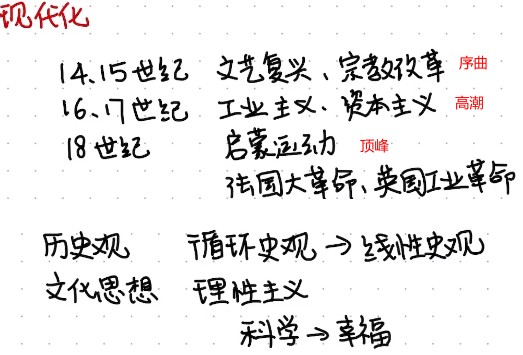 现代化
14、15世纪 文艺复兴、宗教改革 序曲
16、17世纪 工业主义、资本主义 高潮
18世纪 启蒙运动 顶峰
法国大革命、英国工业革命
历史观 循环史观→线性史观
文化思想 理性主义
科学→幸福